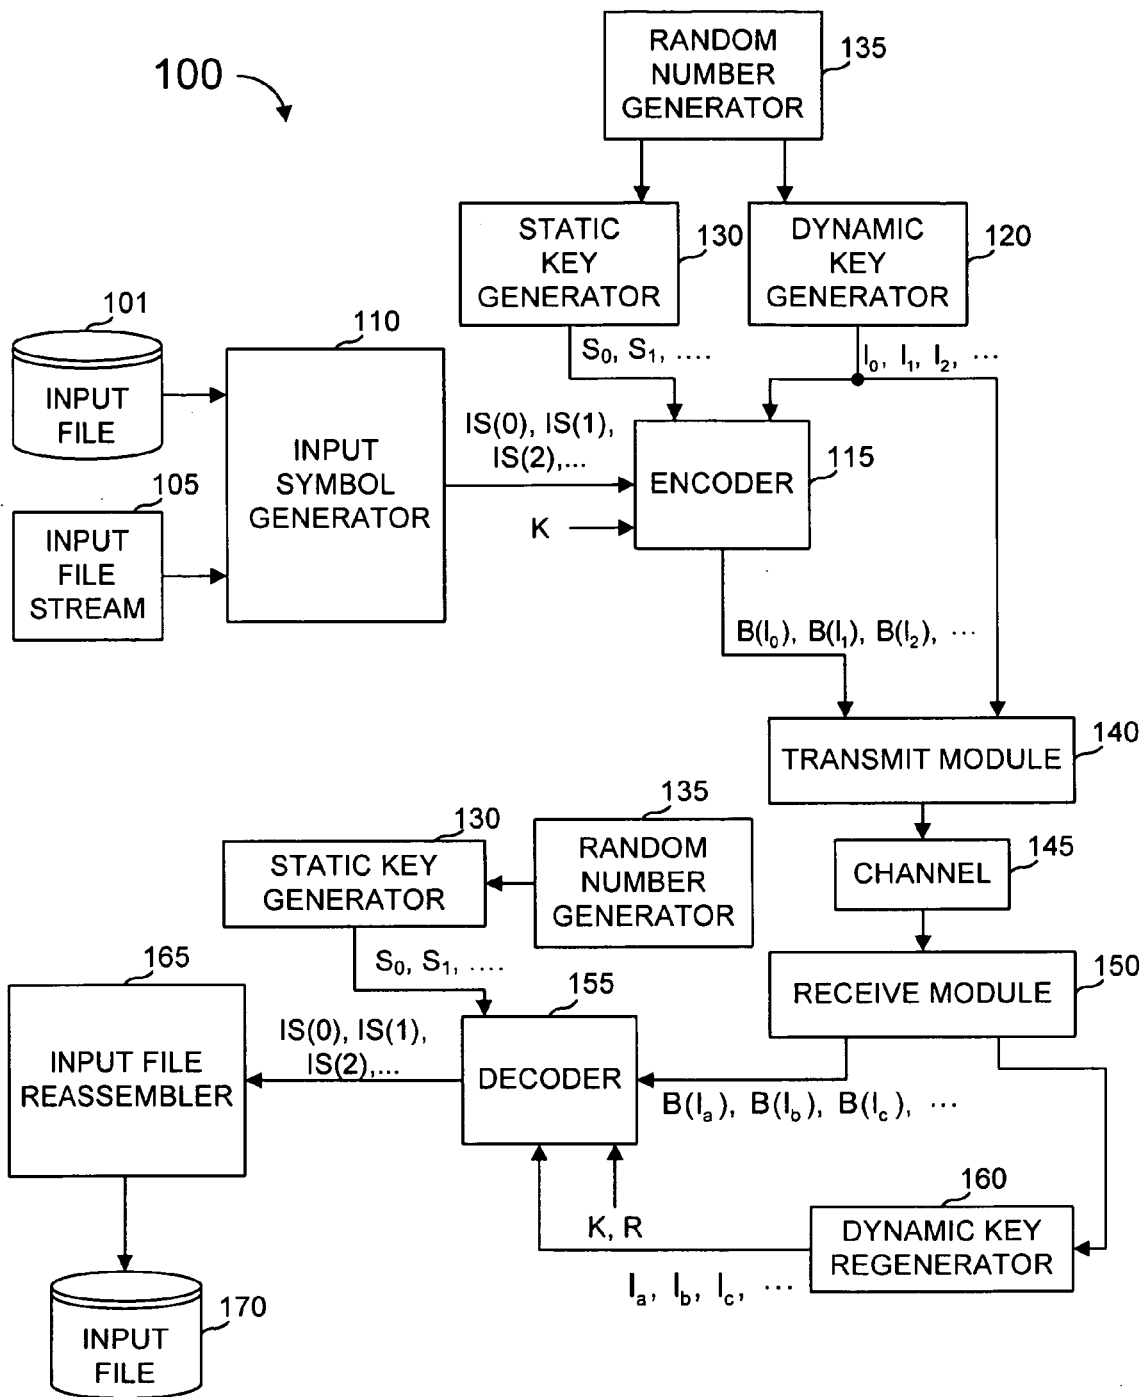 100
RANDOM
NUMBER
GENERATOR
135
STATIC
KEY
GENERATOR
130
DYNAMIC
KEY
GENERATOR
120
101
INPUT
FILE
105
INPUT
FILE
STREAM
110
INPUT
SYMBOL
GENERATOR
S₀, S₁, ....
I₀, I₁, I₂, ...
IS(0), IS(1),
IS(2),...
K
ENCODER
115
B(I₀), B(I₁), B(I₂), ...
TRANSMIT MODULE
140
CHANNEL
145
RECEIVE MODULE
150
130
STATIC KEY
GENERATOR
135
RANDOM
NUMBER
GENERATOR
S₀, S₁, ....
155
DECODER
B(Iₐ), B(I_b), B(I_c), ...
160
DYNAMIC KEY
REGENERATOR
K, R
Iₐ, I_b, I_c, ...
IS(0), IS(1),
IS(2),...
165
INPUT FILE
REASSEMBLER
INPUT
FILE
170